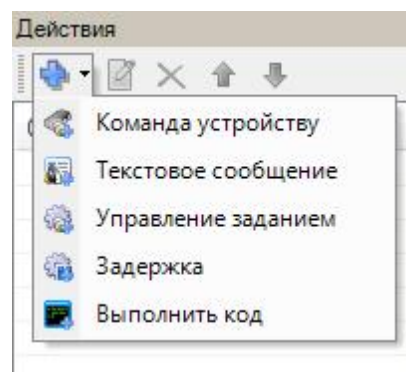 Действия
Команда устройству
Текстовое сообщение
Управление заданием
Задержка
Выполнить код